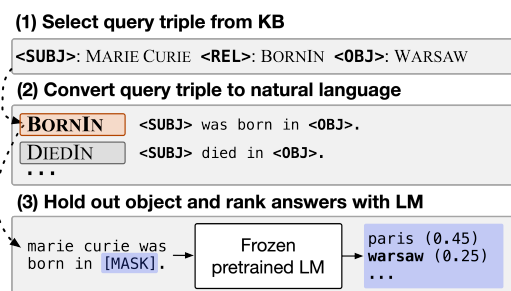 (1) Select query triple from KB
<SUBJ>: MARIE CURIE <REL>: BORNIN <OBJ>: WARSAW
(2) Convert query triple to natural language
BORNIN <SUBJ> was born in <OBJ>.
DIEDIN <SUBJ> died in <OBJ>.
...
(3) Hold out object and rank answers with LM
marie curie was
born in [MASK].
Frozen
pretrained LM
paris (0.45)
warsaw (0.25)
...